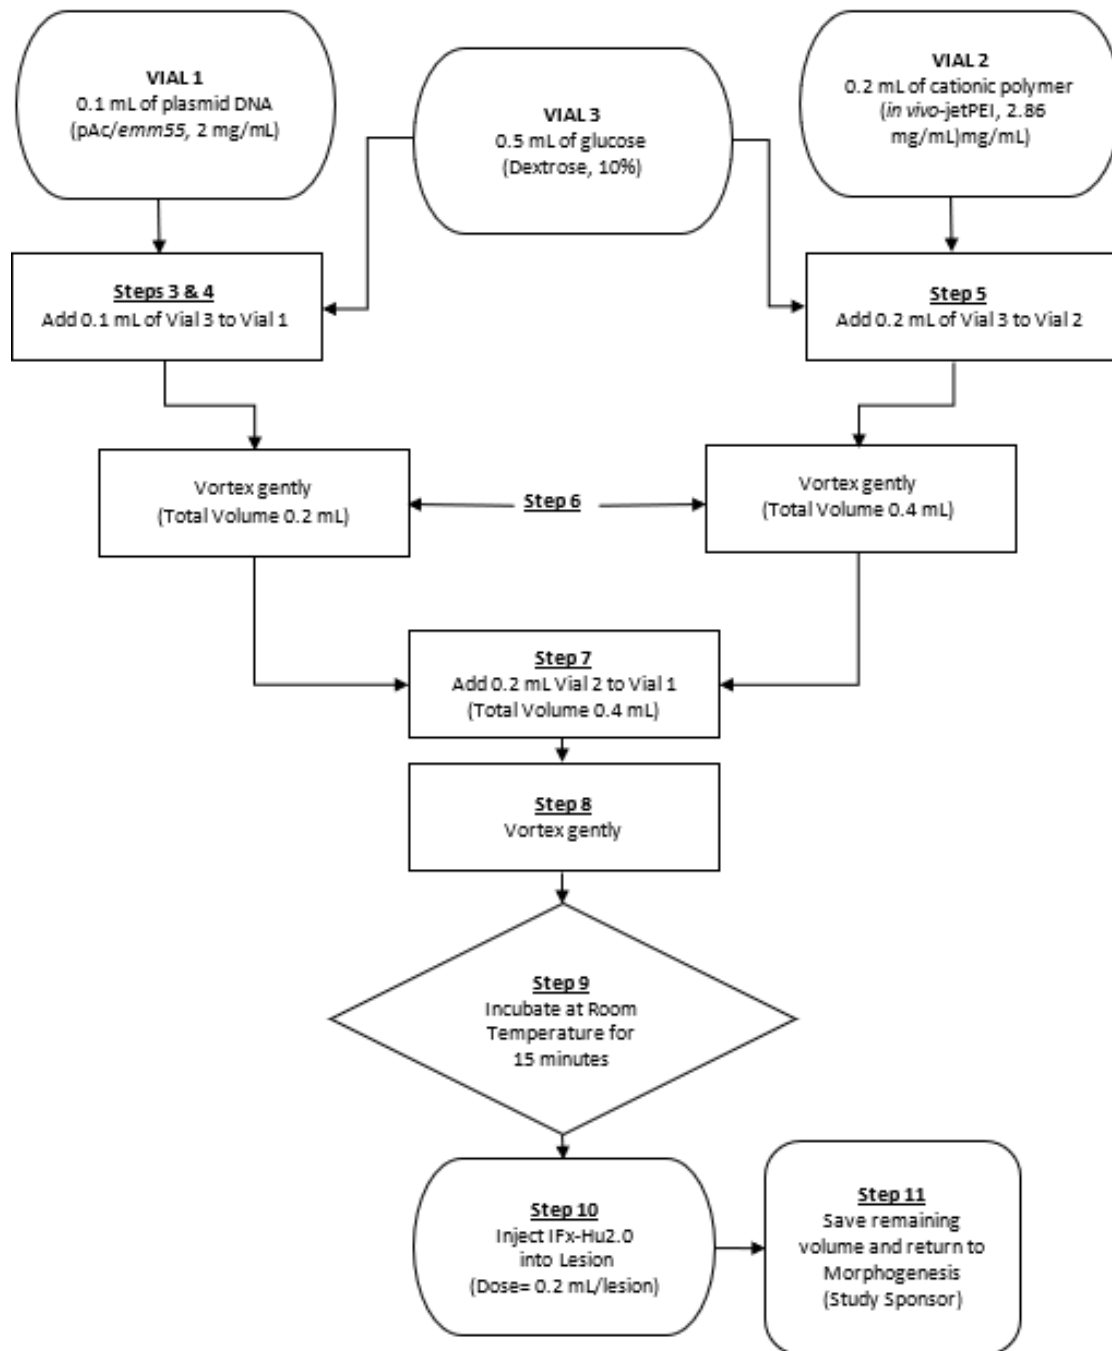 VIAL 1
0.1 mL of plasmid DNA
(pAc/emm55, 2 mg/mL)
VIAL 3
0.5 mL of glucose
(Dextrose, 10%)
VIAL 2
0.2 mL of cationic polymer
(in vivo-jetPEI, 2.86
mg/mL)mg/mL)
Steps 3 & 4
Add 0.1 mL of Vial 3 to Vial 1
Step 5
Add 0.2 mL of Vial 3 to Vial 2
Vortex gently
(Total Volume 0.2 mL)
Step 6
Vortex gently
(Total Volume 0.4 mL)
Step 7
Add 0.2 mL Vial 2 to Vial 1
(Total Volume 0.4 mL)
Step 8
Vortex gently
Step 9
Incubate at Room
Temperature for
15 minutes
Step 10
Inject IFx-Hu2.0
into Lesion
(Dose= 0.2 mL/lesion)
Step 11
Save remaining
volume and return to
Morphogenesis
(Study Sponsor)